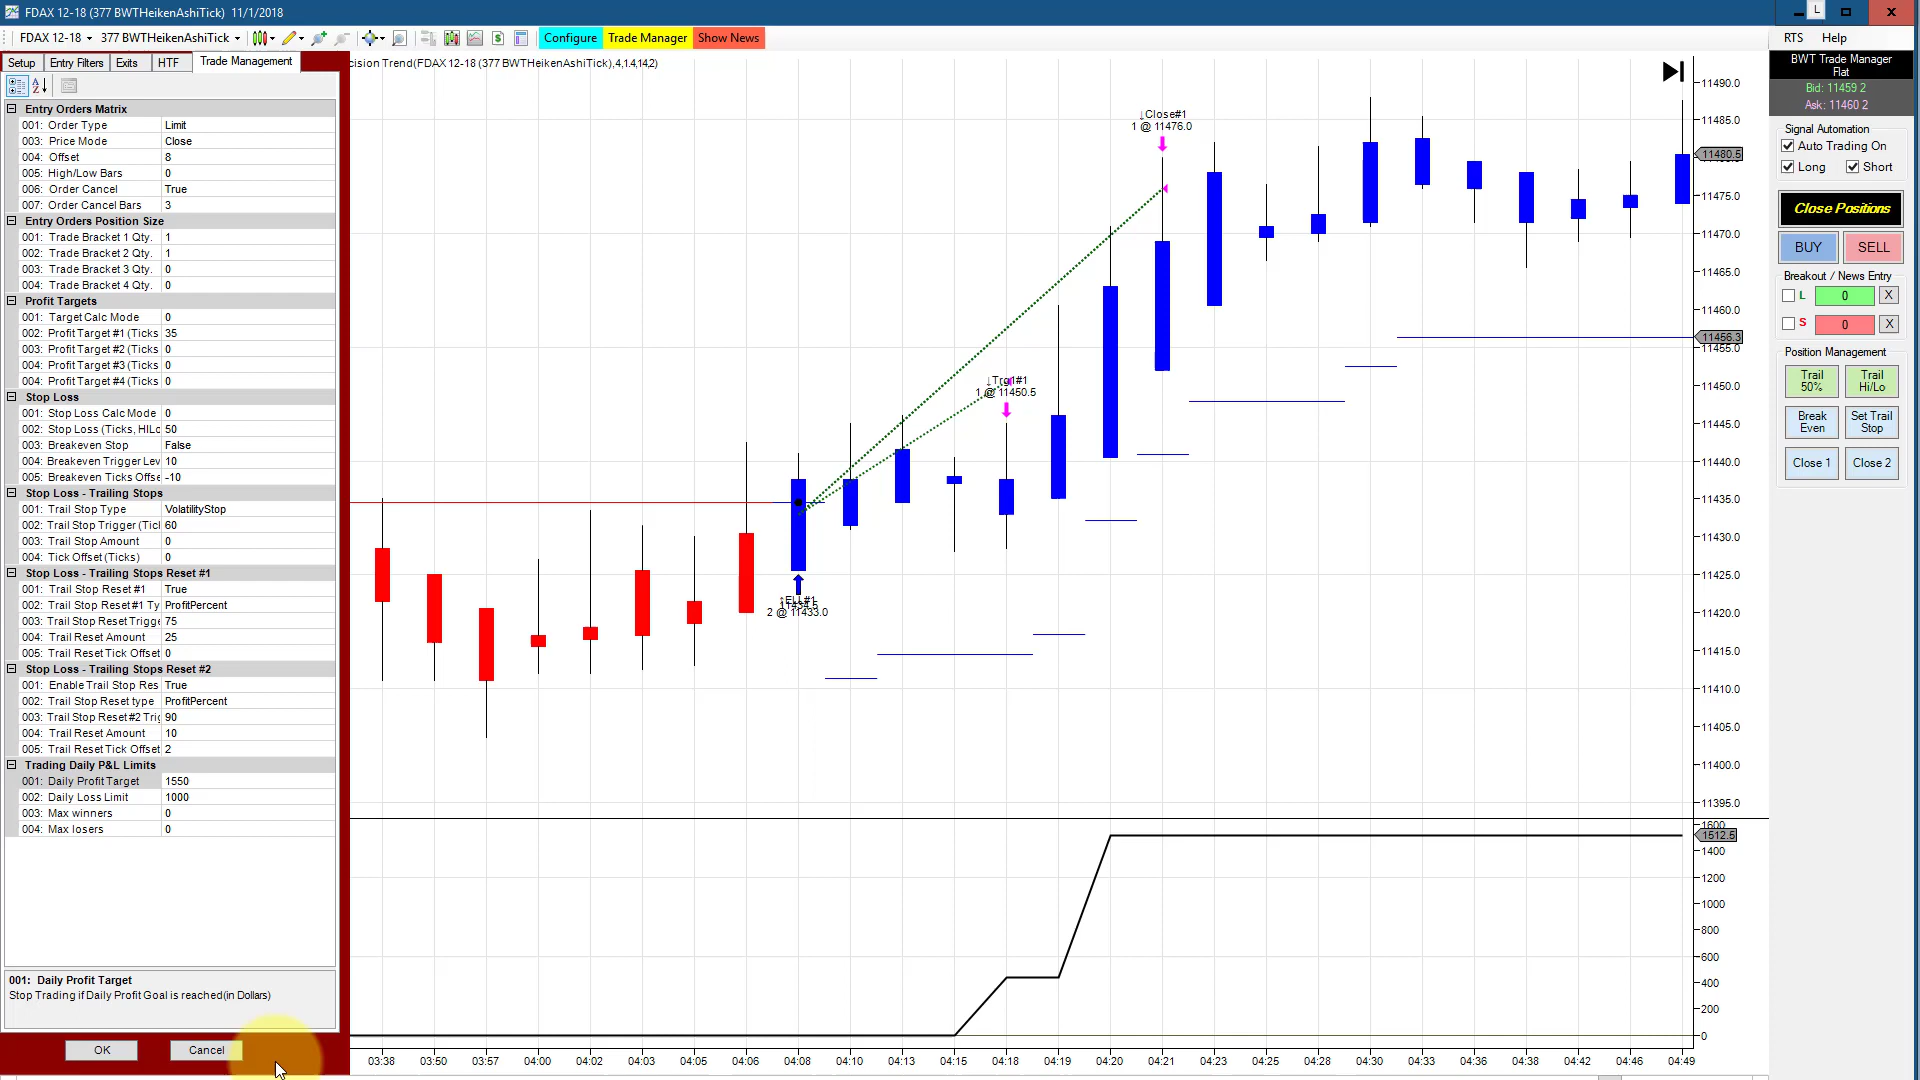 FDAX 12-18 (377 BWTHeikenAshiTick) 11/1/2018
L
FDAX 12-18
377 BWTHeikenAshiTick
$
Configure
Trade Manager
Show News
RTS
Help
Setup
Entry Filters
Exits
HTF
Trade Management
cision Trend(FDAX 12-18 (377 BWTHeikenAshiTick),4,1.4,14,2)
Entry Orders Matrix
001: Order Type Limit
003: Price Mode Close
004: Offset 8
005: High/Low Bars 0
006: Order Cancel True
007: Order Cancel Bars 3
Entry Orders Position Size
001: Trade Bracket 1 Qty. 1
002: Trade Bracket 2 Qty. 1
003: Trade Bracket 3 Qty. 0
004: Trade Bracket 4 Qty. 0
Profit Targets
001: Target Calc Mode 0
002: Profit Target #1 (Ticks 35
003: Profit Target #2 (Ticks 0
004: Profit Target #3 (Ticks 0
004: Profit Target #4 (Ticks 0
Stop Loss
001: Stop Loss Calc Mode 0
002: Stop Loss (Ticks, HILo 50
003: Breakeven Stop False
004: Breakeven Trigger Lev 10
005: Breakeven Ticks Offse -10
Stop Loss - Trailing Stops
001: Trail Stop Type VolatilityStop
002: Trail Stop Trigger (Ticl 60
003: Trail Stop Amount 0
004: Tick Offset (Ticks) 0
Stop Loss - Trailing Stops Reset #1
001: Trail Stop Reset #1 True
002: Trail Stop Reset#1 Ty ProfitPercent
003: Trail Stop Reset Trigge 75
004: Trail Reset Amount 25
005: Trail Reset Tick Offset 0
Stop Loss - Trailing Stops Reset #2
001: Enable Trail Stop Res True
002: Trail Stop Reset type ProfitPercent
003: Trail Stop Reset#2 Trig 90
004: Trail Reset Amount 10
005: Trail Reset Tick Offset 2
Trading Daily P&L Limits
001: Daily Profit Target 1550
002: Daily Loss Limit 1000
003: Max winners 0
004: Max losers 0
001: Daily Profit Target
Stop Trading if Daily Profit Goal is reached(in Dollars)
OK
Cancel
↓Close#1
1 @ 11476.0
↓Trg1#1
1 @ 11450.5
2 @ 11433.0
11490.0
11485.0
11480.5
11475.0
11470.0
11465.0
11460.0
11456.3
11455.0
11450.0
11445.0
11440.0
11435.0
11430.0
11425.0
11420.0
11415.0
11410.0
11405.0
11400.0
11395.0
1600
1512.5
1400
1200
1000
800
600
400
200
0
03:38 03:50 03:57 04:00 04:02 04:03 04:05 04:06 04:08 04:10 04:13 04:15 04:18 04:19 04:20 04:21 04:23 04:25 04:28 04:30 04:33 04:36 04:38 04:42 04:46 04:49
BWT Trade Manager
Flat
Bid: 11459 2
Ask: 11460 2
Signal Automation
Auto Trading On
Long
Short
Close Positions
BUY
SELL
Breakout / News Entry
L 0 X
S 0 X
Position Management
Trail
50%
Trail
Hi/Lo
Break
Even
Set Trail
Stop
Close 1
Close 2